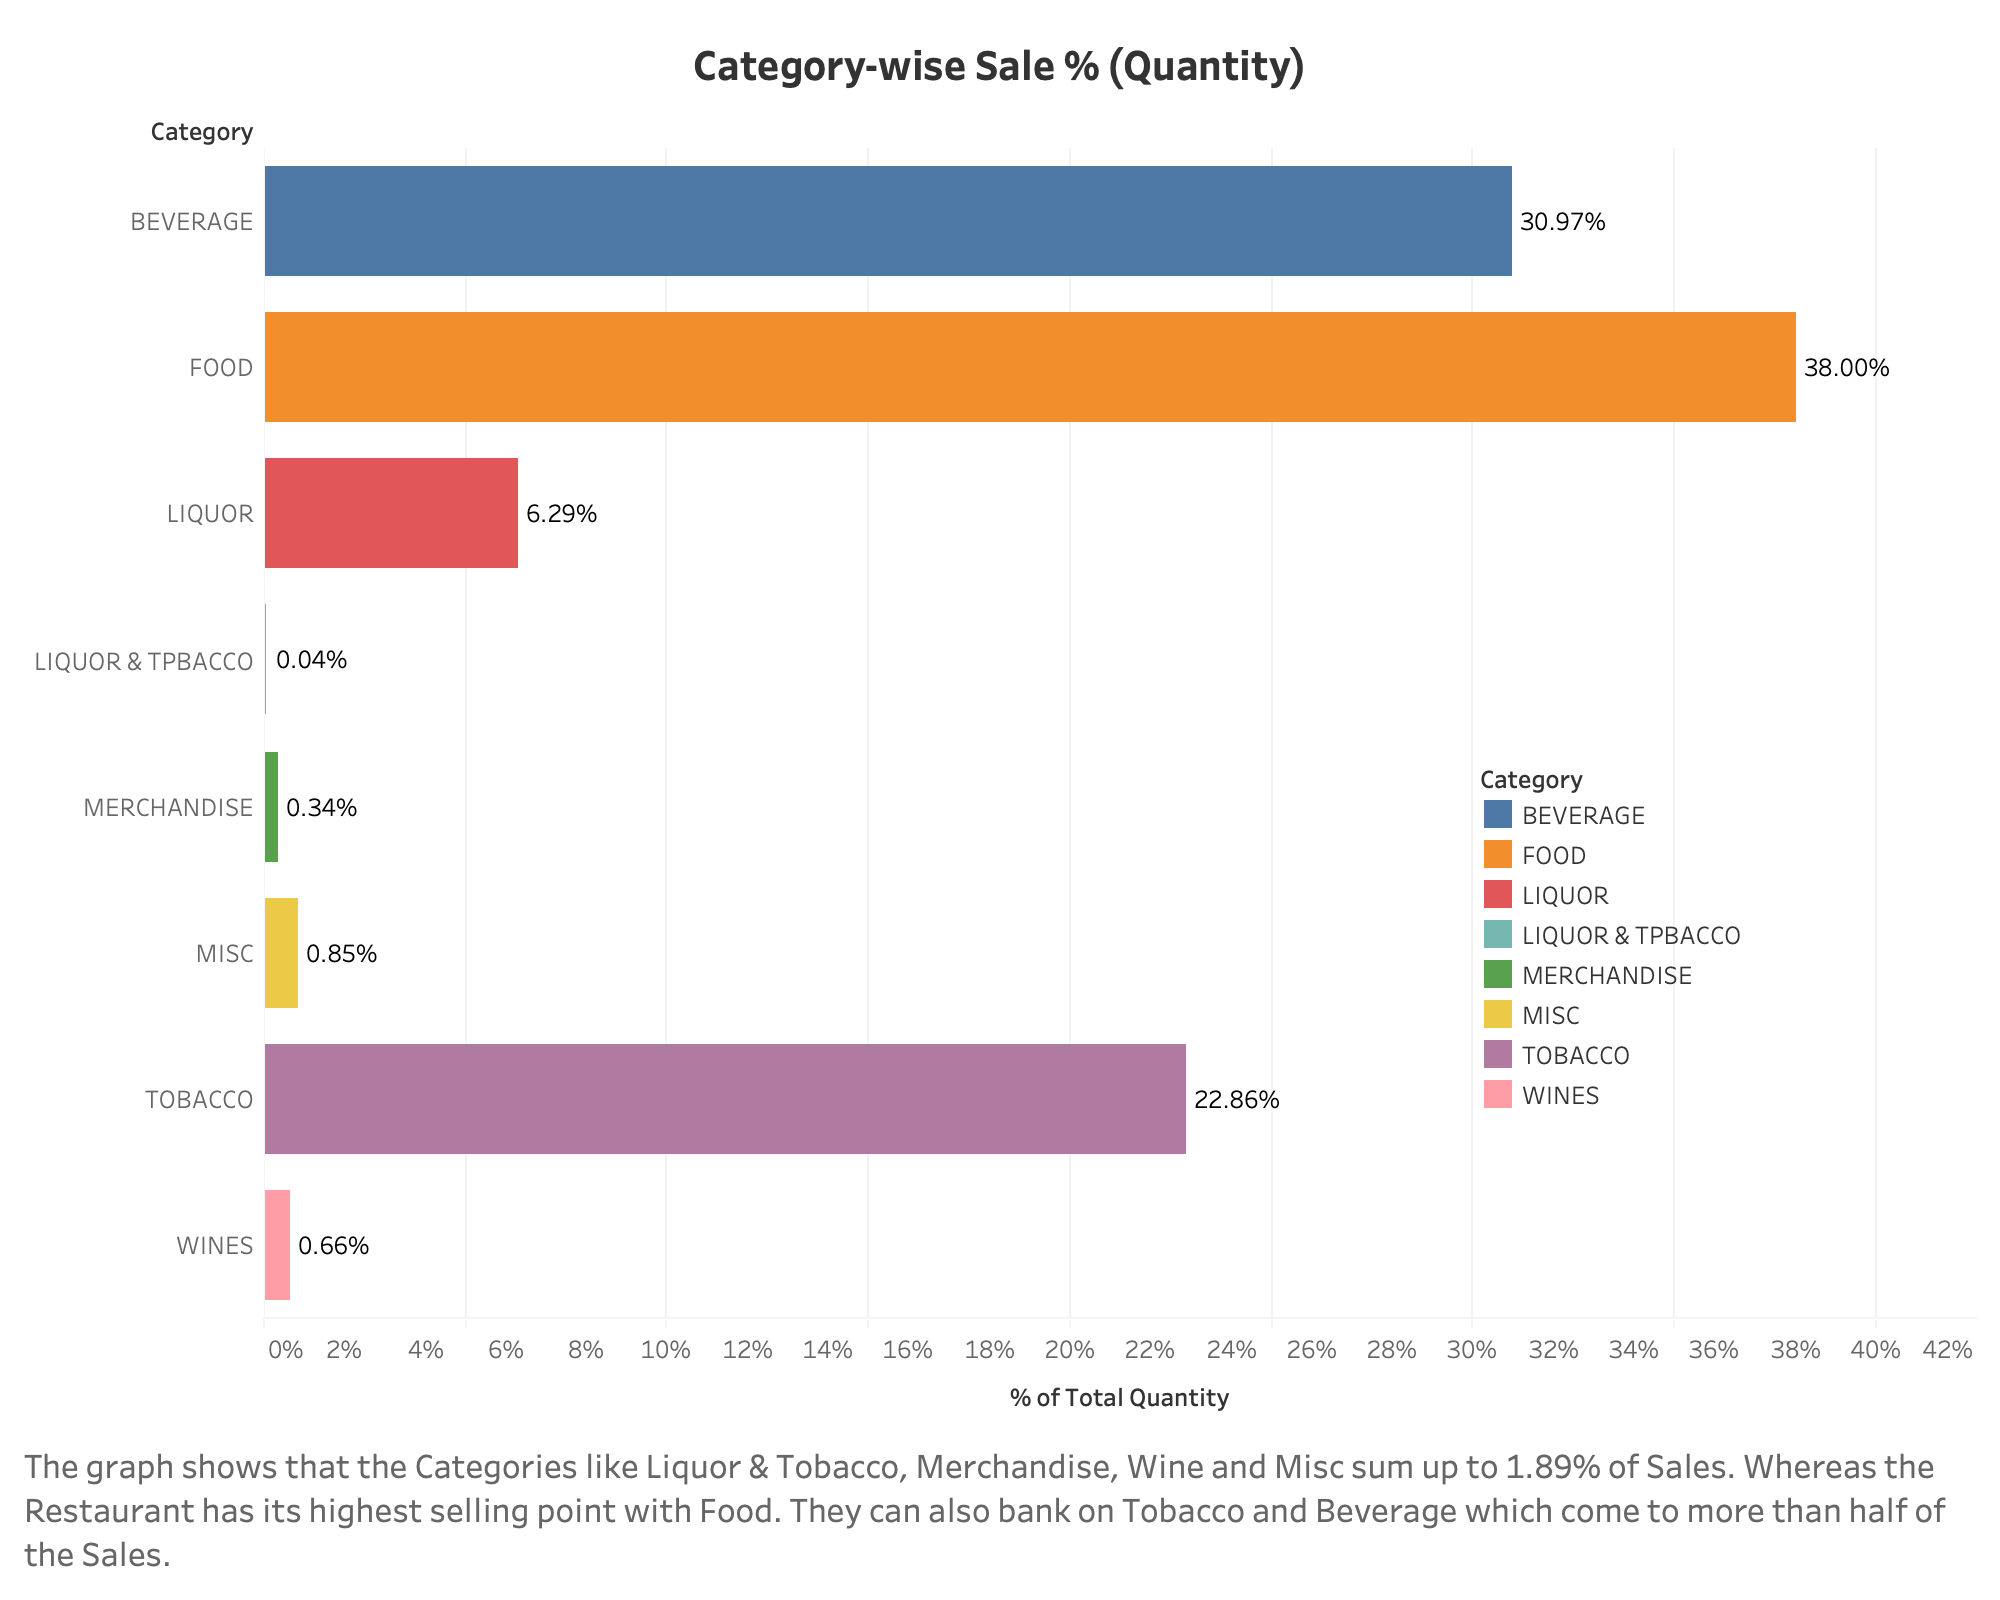 Category-wise Sale % (Quantity)
Category
BEVERAGE 30.97%
FOOD 38.00%
LIQUOR 6.29%
LIQUOR & TPBACCO 0.04%
MERCHANDISE 0.34%
MISC 0.85%
TOBACCO 22.86%
WINES 0.66%
Category
BEVERAGE
FOOD
LIQUOR
LIQUOR & TPBACCO
MERCHANDISE
MISC
TOBACCO
WINES
0% 2% 4% 6% 8% 10% 12% 14% 16% 18% 20% 22% 24% 26% 28% 30% 32% 34% 36% 38% 40% 42%
% of Total Quantity
The graph shows that the Categories like Liquor & Tobacco, Merchandise, Wine and Misc sum up to 1.89% of Sales. Whereas the
Restaurant has its highest selling point with Food. They can also bank on Tobacco and Beverage which come to more than half of
the Sales.